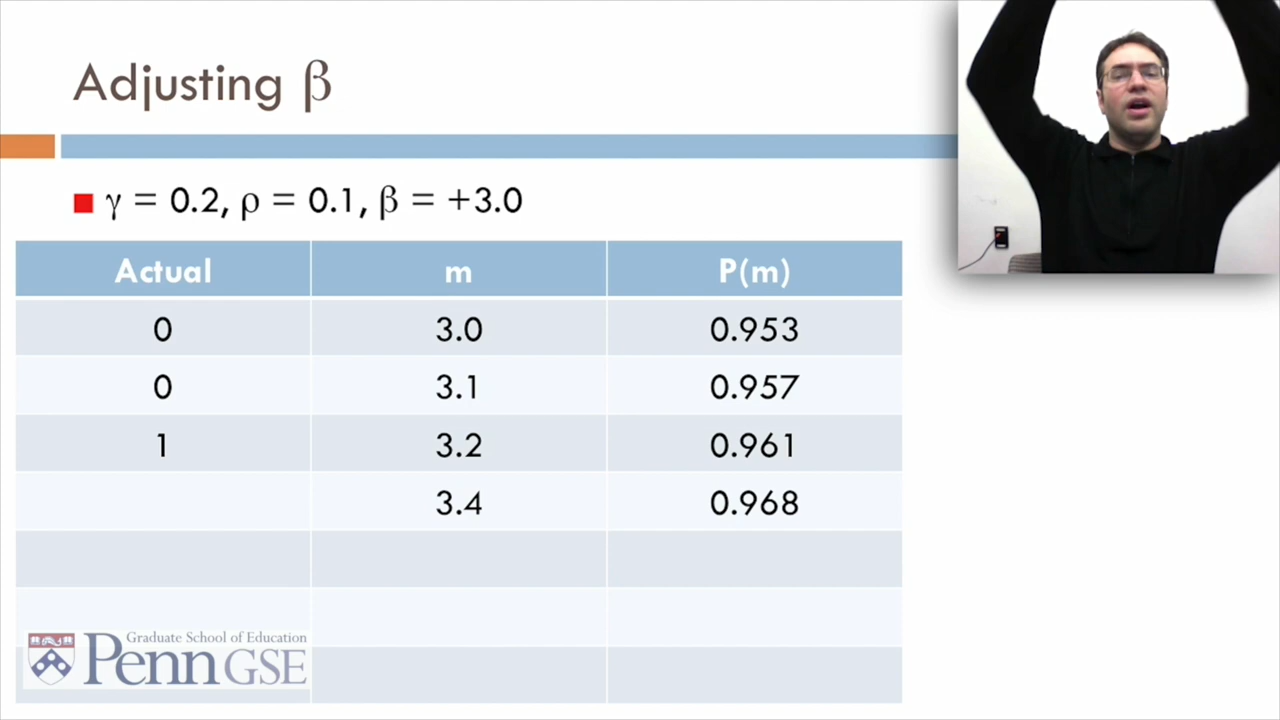 Adjusting β
γ = 0.2, ρ = 0.1, β = +3.0
Actual m P(m)
0 3.0 0.953
0 3.1 0.957
1 3.2 0.961
3.4 0.968
Graduate School of Education
Penn GSE